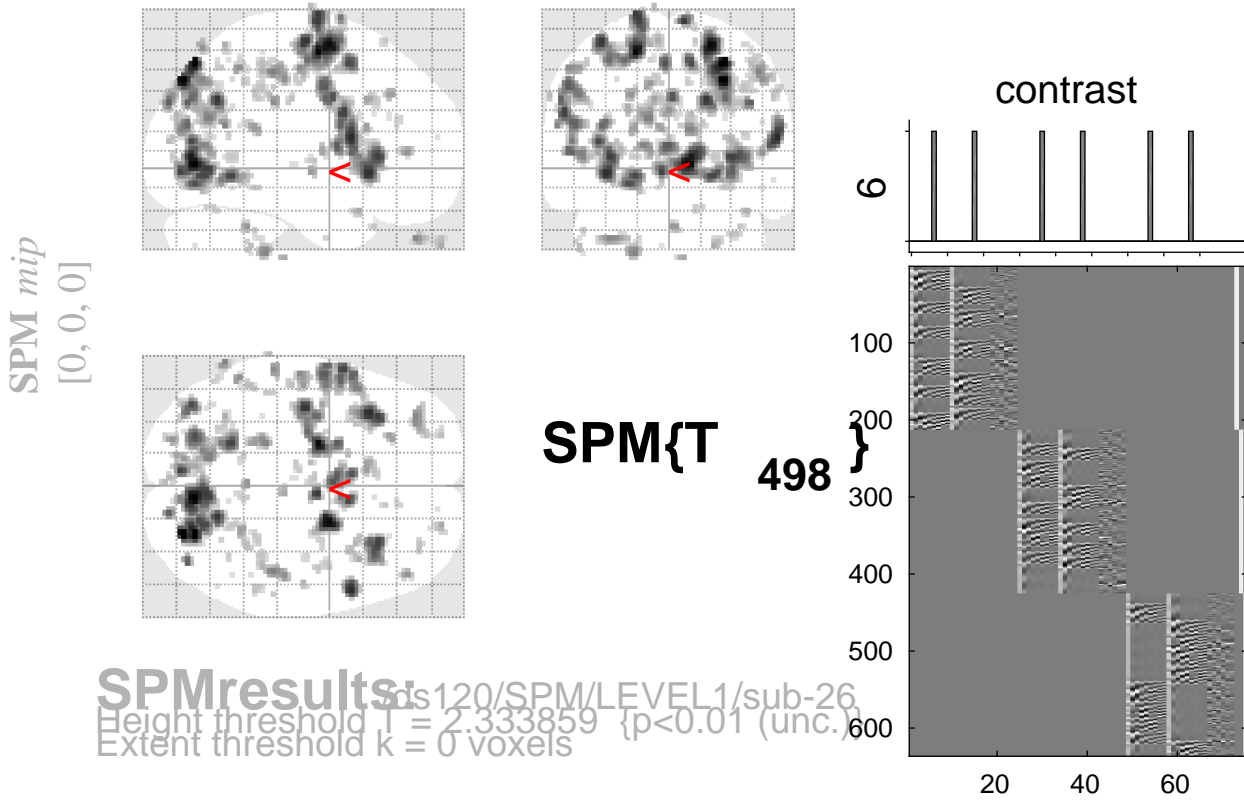 SPM mip
[0, 0, 0]
<
<
<
SPM{T498}
contrast
6
100
200
300
400
500
600
20
40
60
SPMresults: ./ds120/SPM/LEVEL1/sub-26
Height threshold T = 2.333859 {p<0.01 (unc.)}
Extent threshold k = 0 voxels